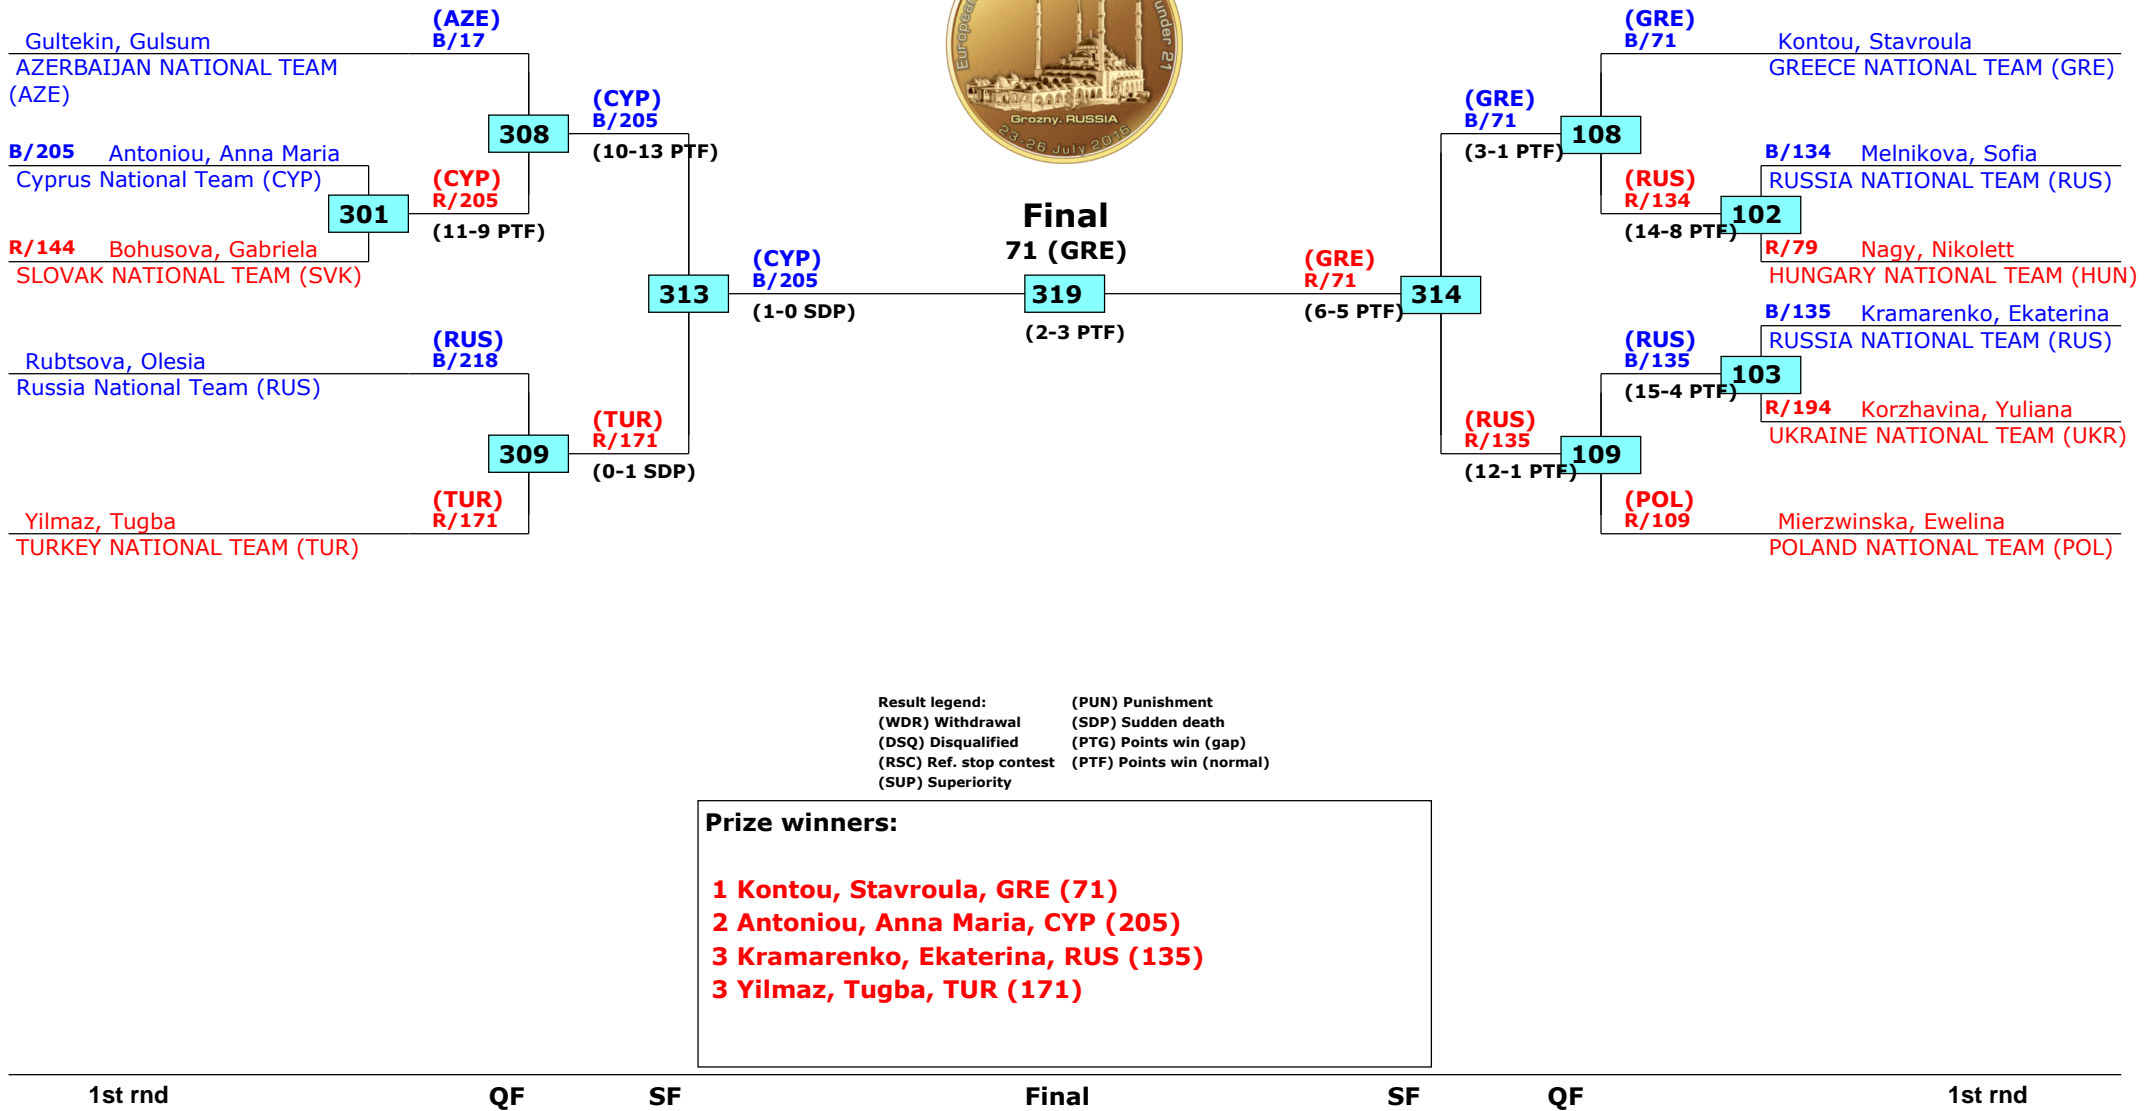 European
under 21
Grozny. RUSSIA
23-26 July 2016
(AZE)
Gultekin, Gulsum B/17
AZERBAIJAN NATIONAL TEAM
(AZE)
308
(CYP)
B/205
(10-13 PTF)
B/205 Antoniou, Anna Maria
Cyprus National Team (CYP)
301
(CYP)
R/205
(11-9 PTF)
R/144 Bohusova, Gabriela
SLOVAK NATIONAL TEAM (SVK)
313
(CYP)
B/205
(1-0 SDP)
(RUS)
Rubtsova, Olesia B/218
Russia National Team (RUS)
309
(TUR)
R/171
(0-1 SDP)
(TUR)
Yilmaz, Tugba R/171
TURKEY NATIONAL TEAM (TUR)
Final
71 (GRE)
319
(2-3 PTF)
(GRE)
B/71 Kontou, Stavroula
GREECE NATIONAL TEAM (GRE)
(GRE)
B/71
(3-1 PTF)
108
B/134 Melnikova, Sofia
RUSSIA NATIONAL TEAM (RUS)
(RUS)
R/134
(14-8 PTF)
102
R/79 Nagy, Nikolett
HUNGARY NATIONAL TEAM (HUN)
(GRE)
R/71
(6-5 PTF)
314
B/135 Kramarenko, Ekaterina
RUSSIA NATIONAL TEAM (RUS)
(RUS)
B/135
(15-4 PTF)
103
R/194 Korzhavina, Yuliana
UKRAINE NATIONAL TEAM (UKR)
(RUS)
R/135
(12-1 PTF)
109
(POL)
R/109 Mierzwinska, Ewelina
POLAND NATIONAL TEAM (POL)
Result legend: (PUN) Punishment
(WDR) Withdrawal (SDP) Sudden death
(DSQ) Disqualified (PTG) Points win (gap)
(RSC) Ref. stop contest (PTF) Points win (normal)
(SUP) Superiority
Prize winners:
1 Kontou, Stavroula, GRE (71)
2 Antoniou, Anna Maria, CYP (205)
3 Kramarenko, Ekaterina, RUS (135)
3 Yilmaz, Tugba, TUR (171)
1st rnd QF SF Final SF QF 1st rnd